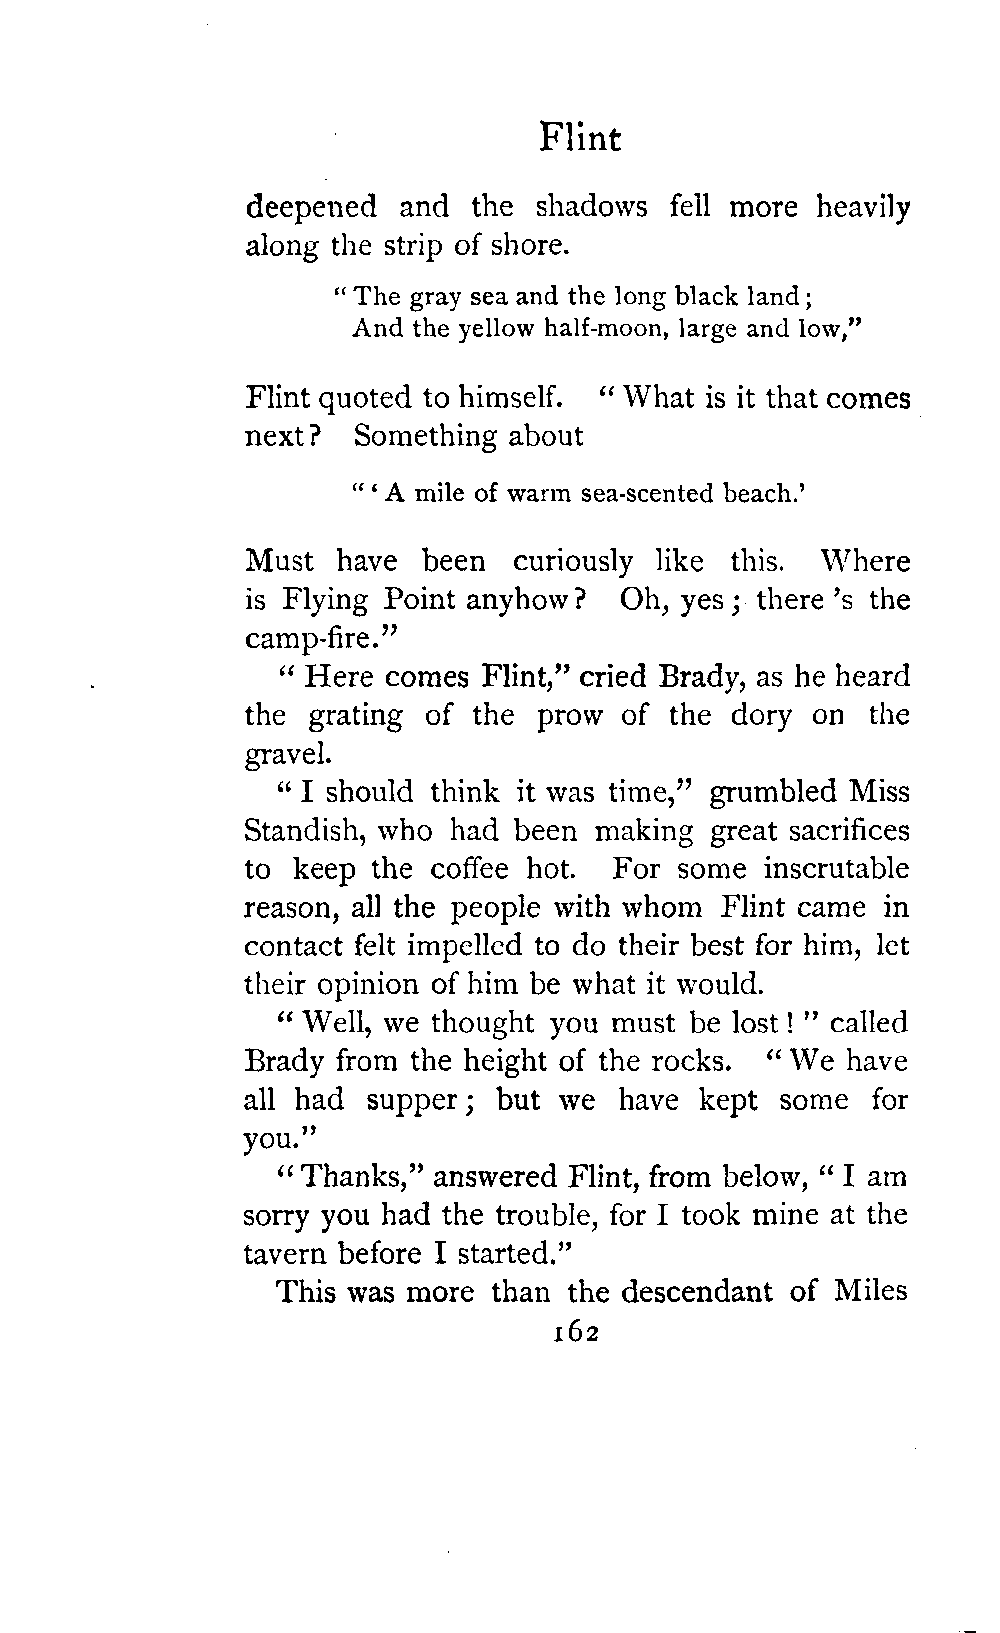 Flint
deepened and the shadows fell more heavily
along the strip of shore.
“The gray sea and the long black land;
And the yellow half-moon, large and low,”
Flint quoted to himself. “What is it that comes
next? Something about
“‘A mile of warm sea-scented beach.’
Must have been curiously like this. Where
is Flying Point anyhow? Oh, yes; there 's the
camp-fire.”
“Here comes Flint,” cried Brady, as he heard
the grating of the prow of the dory on the
gravel.
“I should think it was time,” grumbled Miss
Standish, who had been making great sacrifices
to keep the coffee hot. For some inscrutable
reason, all the people with whom Flint came in
contact felt impelled to do their best for him, let
their opinion of him be what it would.
“Well, we thought you must be lost!” called
Brady from the height of the rocks. “We have
all had supper; but we have kept some for
you.”
“Thanks,” answered Flint, from below, “I am
sorry you had the trouble, for I took mine at the
tavern before I started.”
This was more than the descendant of Miles
162